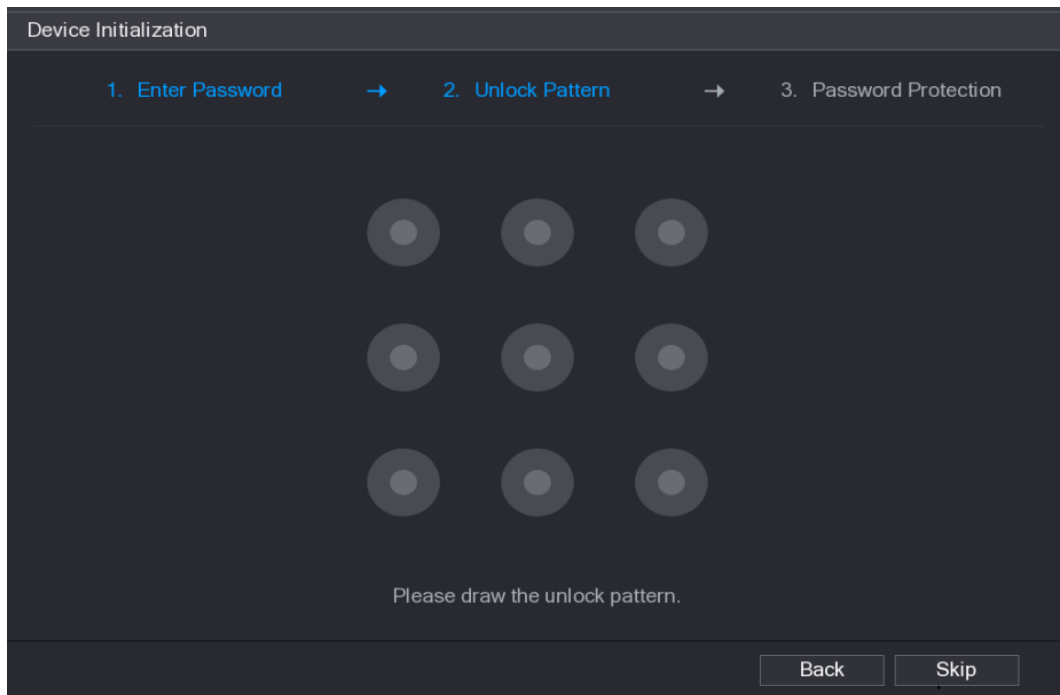 Device Initialization
1. Enter Password → 2. Unlock Pattern → 3. Password Protection
Please draw the unlock pattern.
Back Skip